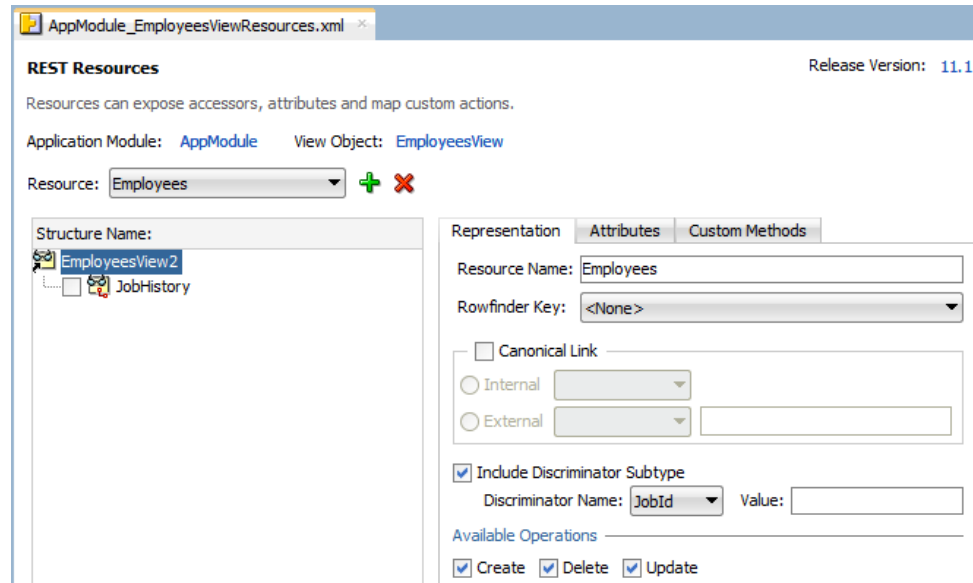 AppModule_EmployeesViewResources.xml
REST Resources
Release Version: 11.1
Resources can expose accessors, attributes and map custom actions.
Application Module: AppModule View Object: EmployeesView
Resource: Employees
Structure Name:
EmployeesView2
JobHistory
Representation Attributes Custom Methods
Resource Name: Employees
Rowfinder Key: <None>
Canonical Link
Internal
External
Include Discriminator Subtype
Discriminator Name: JobId Value:
Available Operations
Create Delete Update